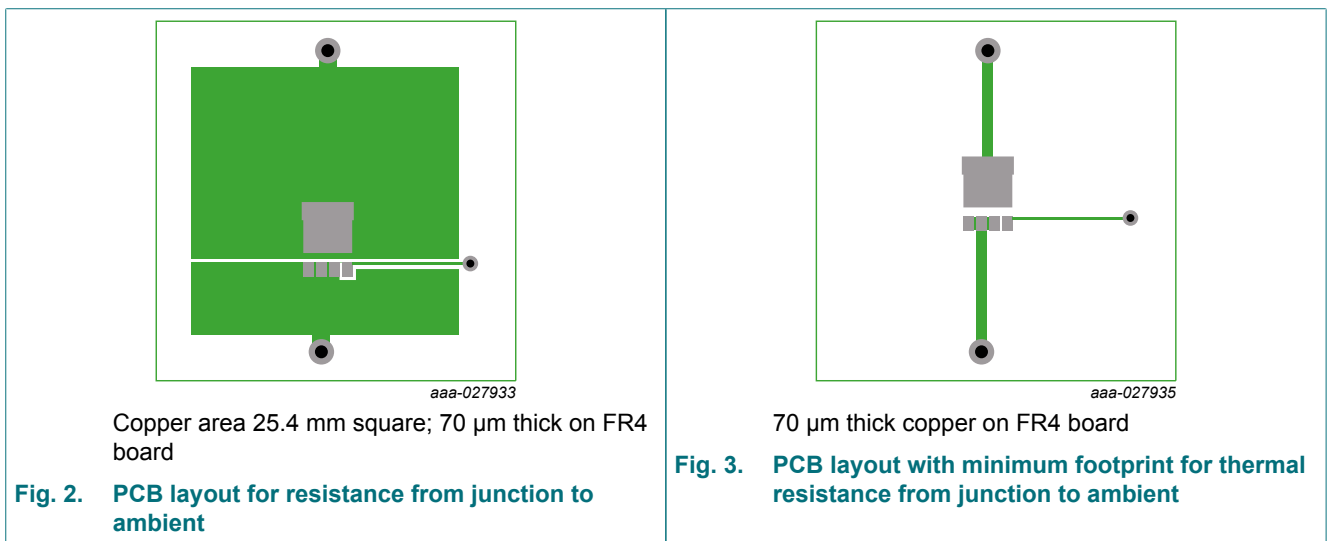 aaa-027933
Copper area 25.4 mm square; 70 μm thick on FR4
board
Fig. 2. PCB layout for resistance from junction to
ambient
aaa-027935
70 μm thick copper on FR4 board
Fig. 3. PCB layout with minimum footprint for thermal
resistance from junction to ambient